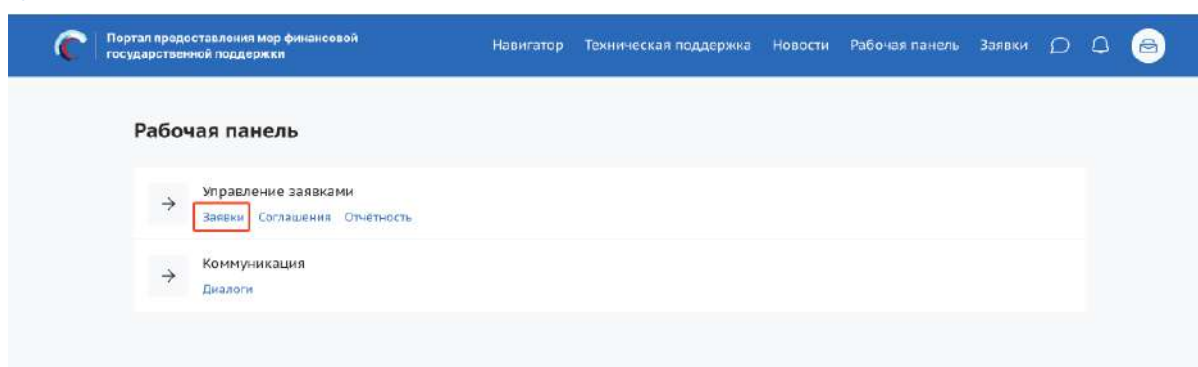 Портал предоставления мер финансовой
государственной поддержки
Навигатор Техническая поддержка Новости Рабочая панель Заявки
Рабочая панель
Управление заявками
Заявки Соглашения Отчётность
Коммуникация
Диалоги